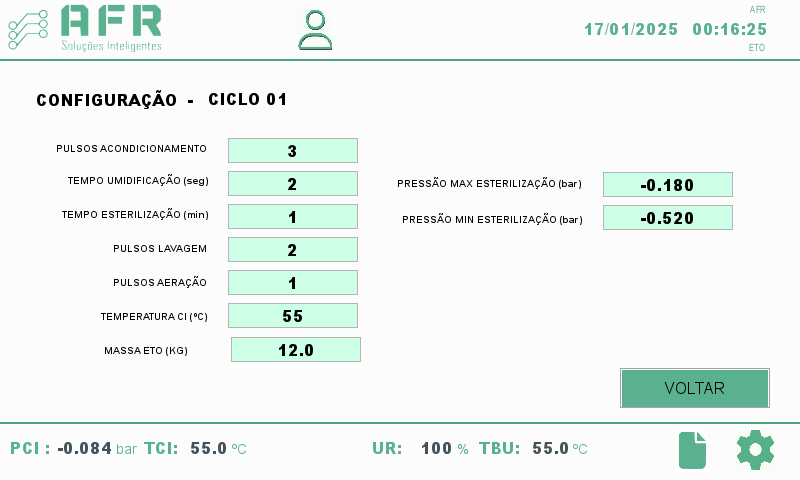 AFR
Soluções Inteligentes
AFR
17/01/2025 00:16:25
ETO
CONFIGURAÇÃO - CICLO 01
PULSOS ACONDICIONAMENTO 3
TEMPO UMIDIFICAÇÃO (seg) 2
TEMPO ESTERILIZAÇÃO (min) 1
PULSOS LAVAGEM 2
PULSOS AERAÇÃO 1
TEMPERATURA CI (ºC) 55
MASSA ETO (KG) 12.0
PRESSÃO MAX ESTERILIZAÇÃO (bar) -0.180
PRESSÃO MIN ESTERILIZAÇÃO (bar) -0.520
VOLTAR
PCI : -0.084 bar TCI: 55.0 ºC UR: 100 % TBU: 55.0 ºC